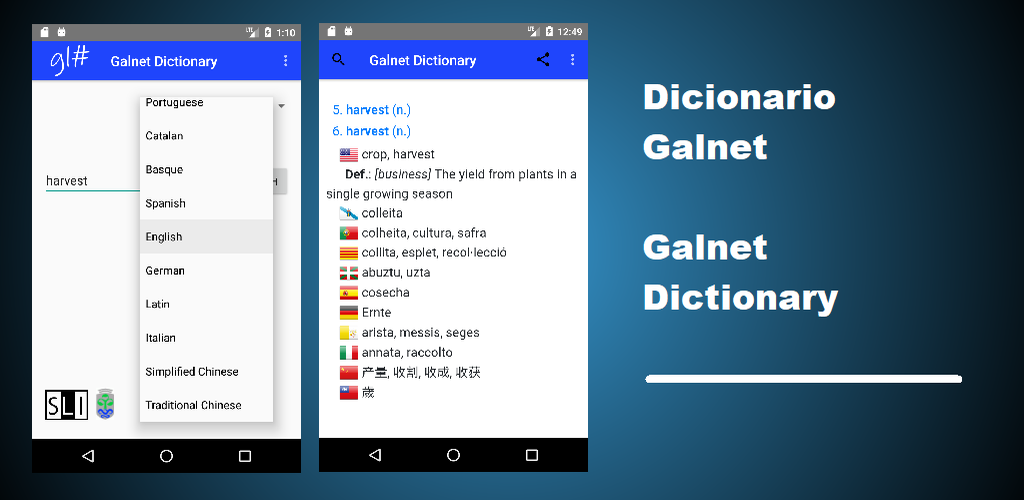 LTE 1:10
gl# Galnet Dictionary
Portuguese
Catalan
Basque
harvest
H
Spanish
English
German
Latin
Italian
Simplified Chinese
Traditional Chinese
SLI
LTE 12:49
Galnet Dictionary
5. harvest (n.)
6. harvest (n.)
crop, harvest
Def.: [business] The yield from plants in a
single growing season
colleita
colheita, cultura, safra
collita, esplet, recol·lecció
abuztu, uzta
cosecha
Ernte
arista, messis, seges
annata, raccolto
产量, 收割, 收成, 收获
歲
Dicionario
Galnet
Galnet
Dictionary